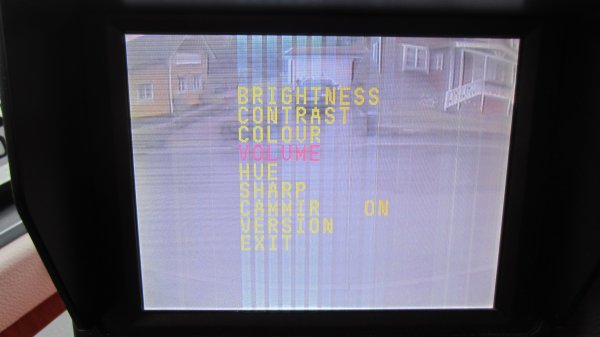 BRIGHTNESS
CONTRAST
COLOUR
VOLUME
HUE
SHARP
CAMMIR ON
VERSION
EXIT